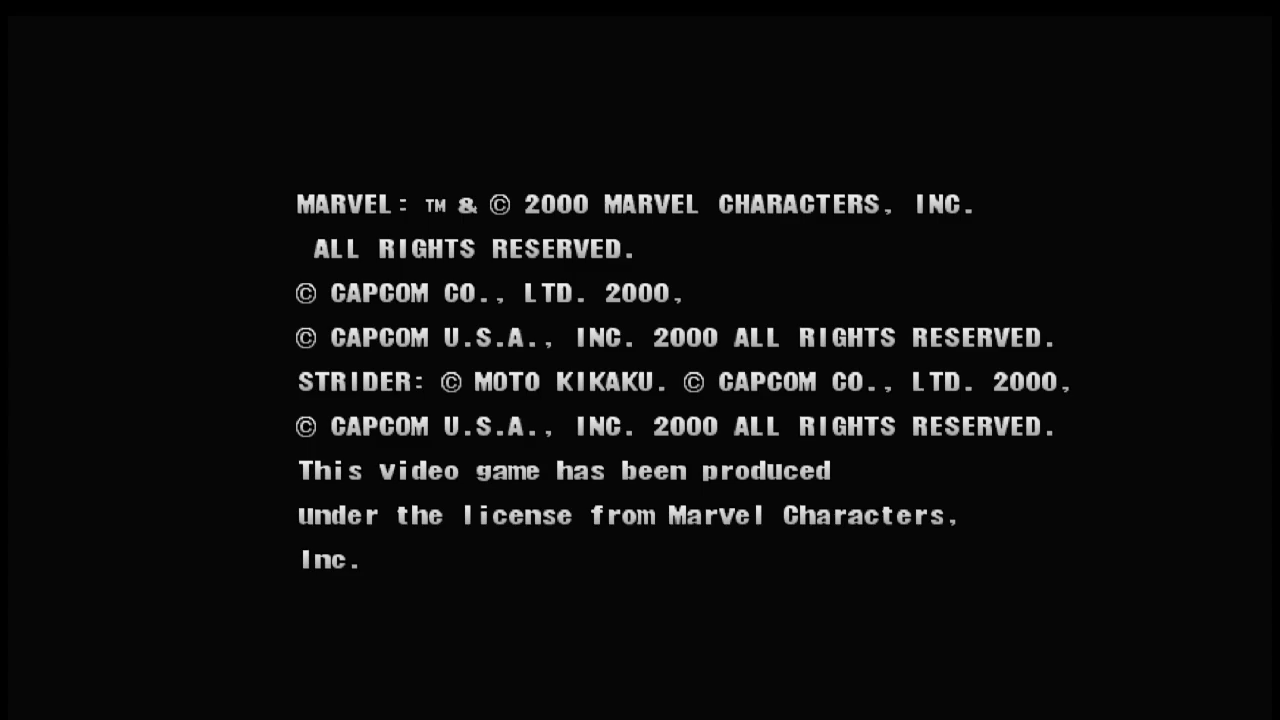 MARVEL: ™ & © 2000 MARVEL CHARACTERS, INC.
ALL RIGHTS RESERVED.
© CAPCOM CO., LTD. 2000,
© CAPCOM U.S.A., INC. 2000 ALL RIGHTS RESERVED.
STRIDER: © MOTO KIKAKU. © CAPCOM CO., LTD. 2000,
© CAPCOM U.S.A., INC. 2000 ALL RIGHTS RESERVED.
This video game has been produced
under the license from Marvel Characters,
Inc.